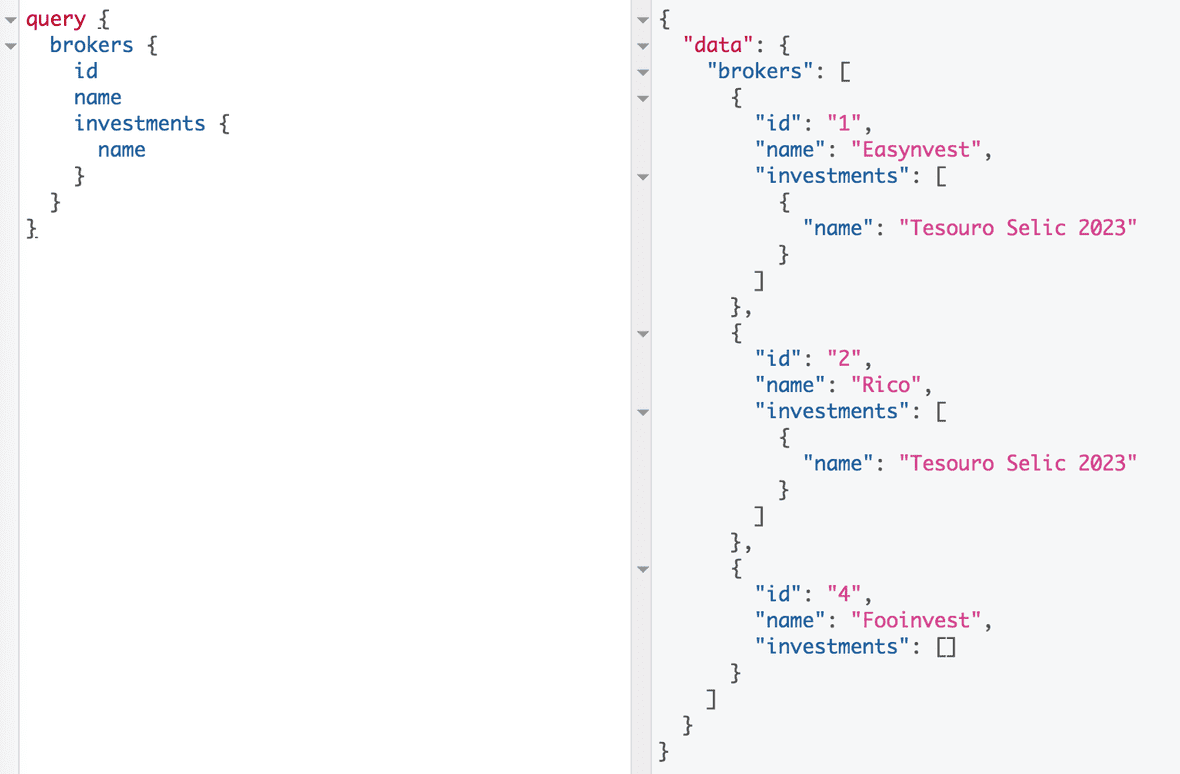 query {
  brokers {
    id
    name
    investments {
      name
    }
  }
}
{
  "data": {
    "brokers": [
      {
        "id": "1",
        "name": "Easynvest",
        "investments": [
          {
            "name": "Tesouro Selic 2023"
          }
        ]
      },
      {
        "id": "2",
        "name": "Rico",
        "investments": [
          {
            "name": "Tesouro Selic 2023"
          }
        ]
      },
      {
        "id": "4",
        "name": "Fooinvest",
        "investments": []
      }
    ]
  }
}